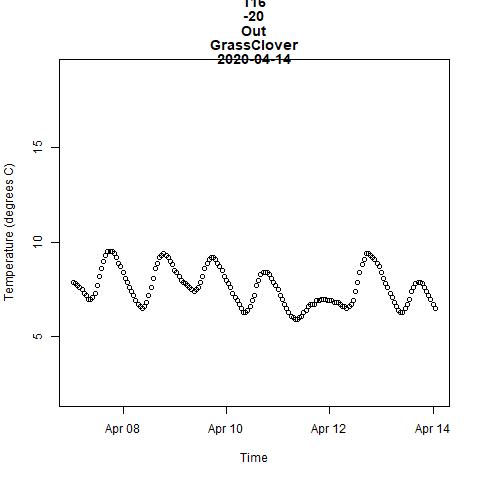 T16
-20
Out
GrassClover
2020-04-14
Temperature (degrees C)
15
10
5
Apr 08 Apr 10 Apr 12 Apr 14
Time